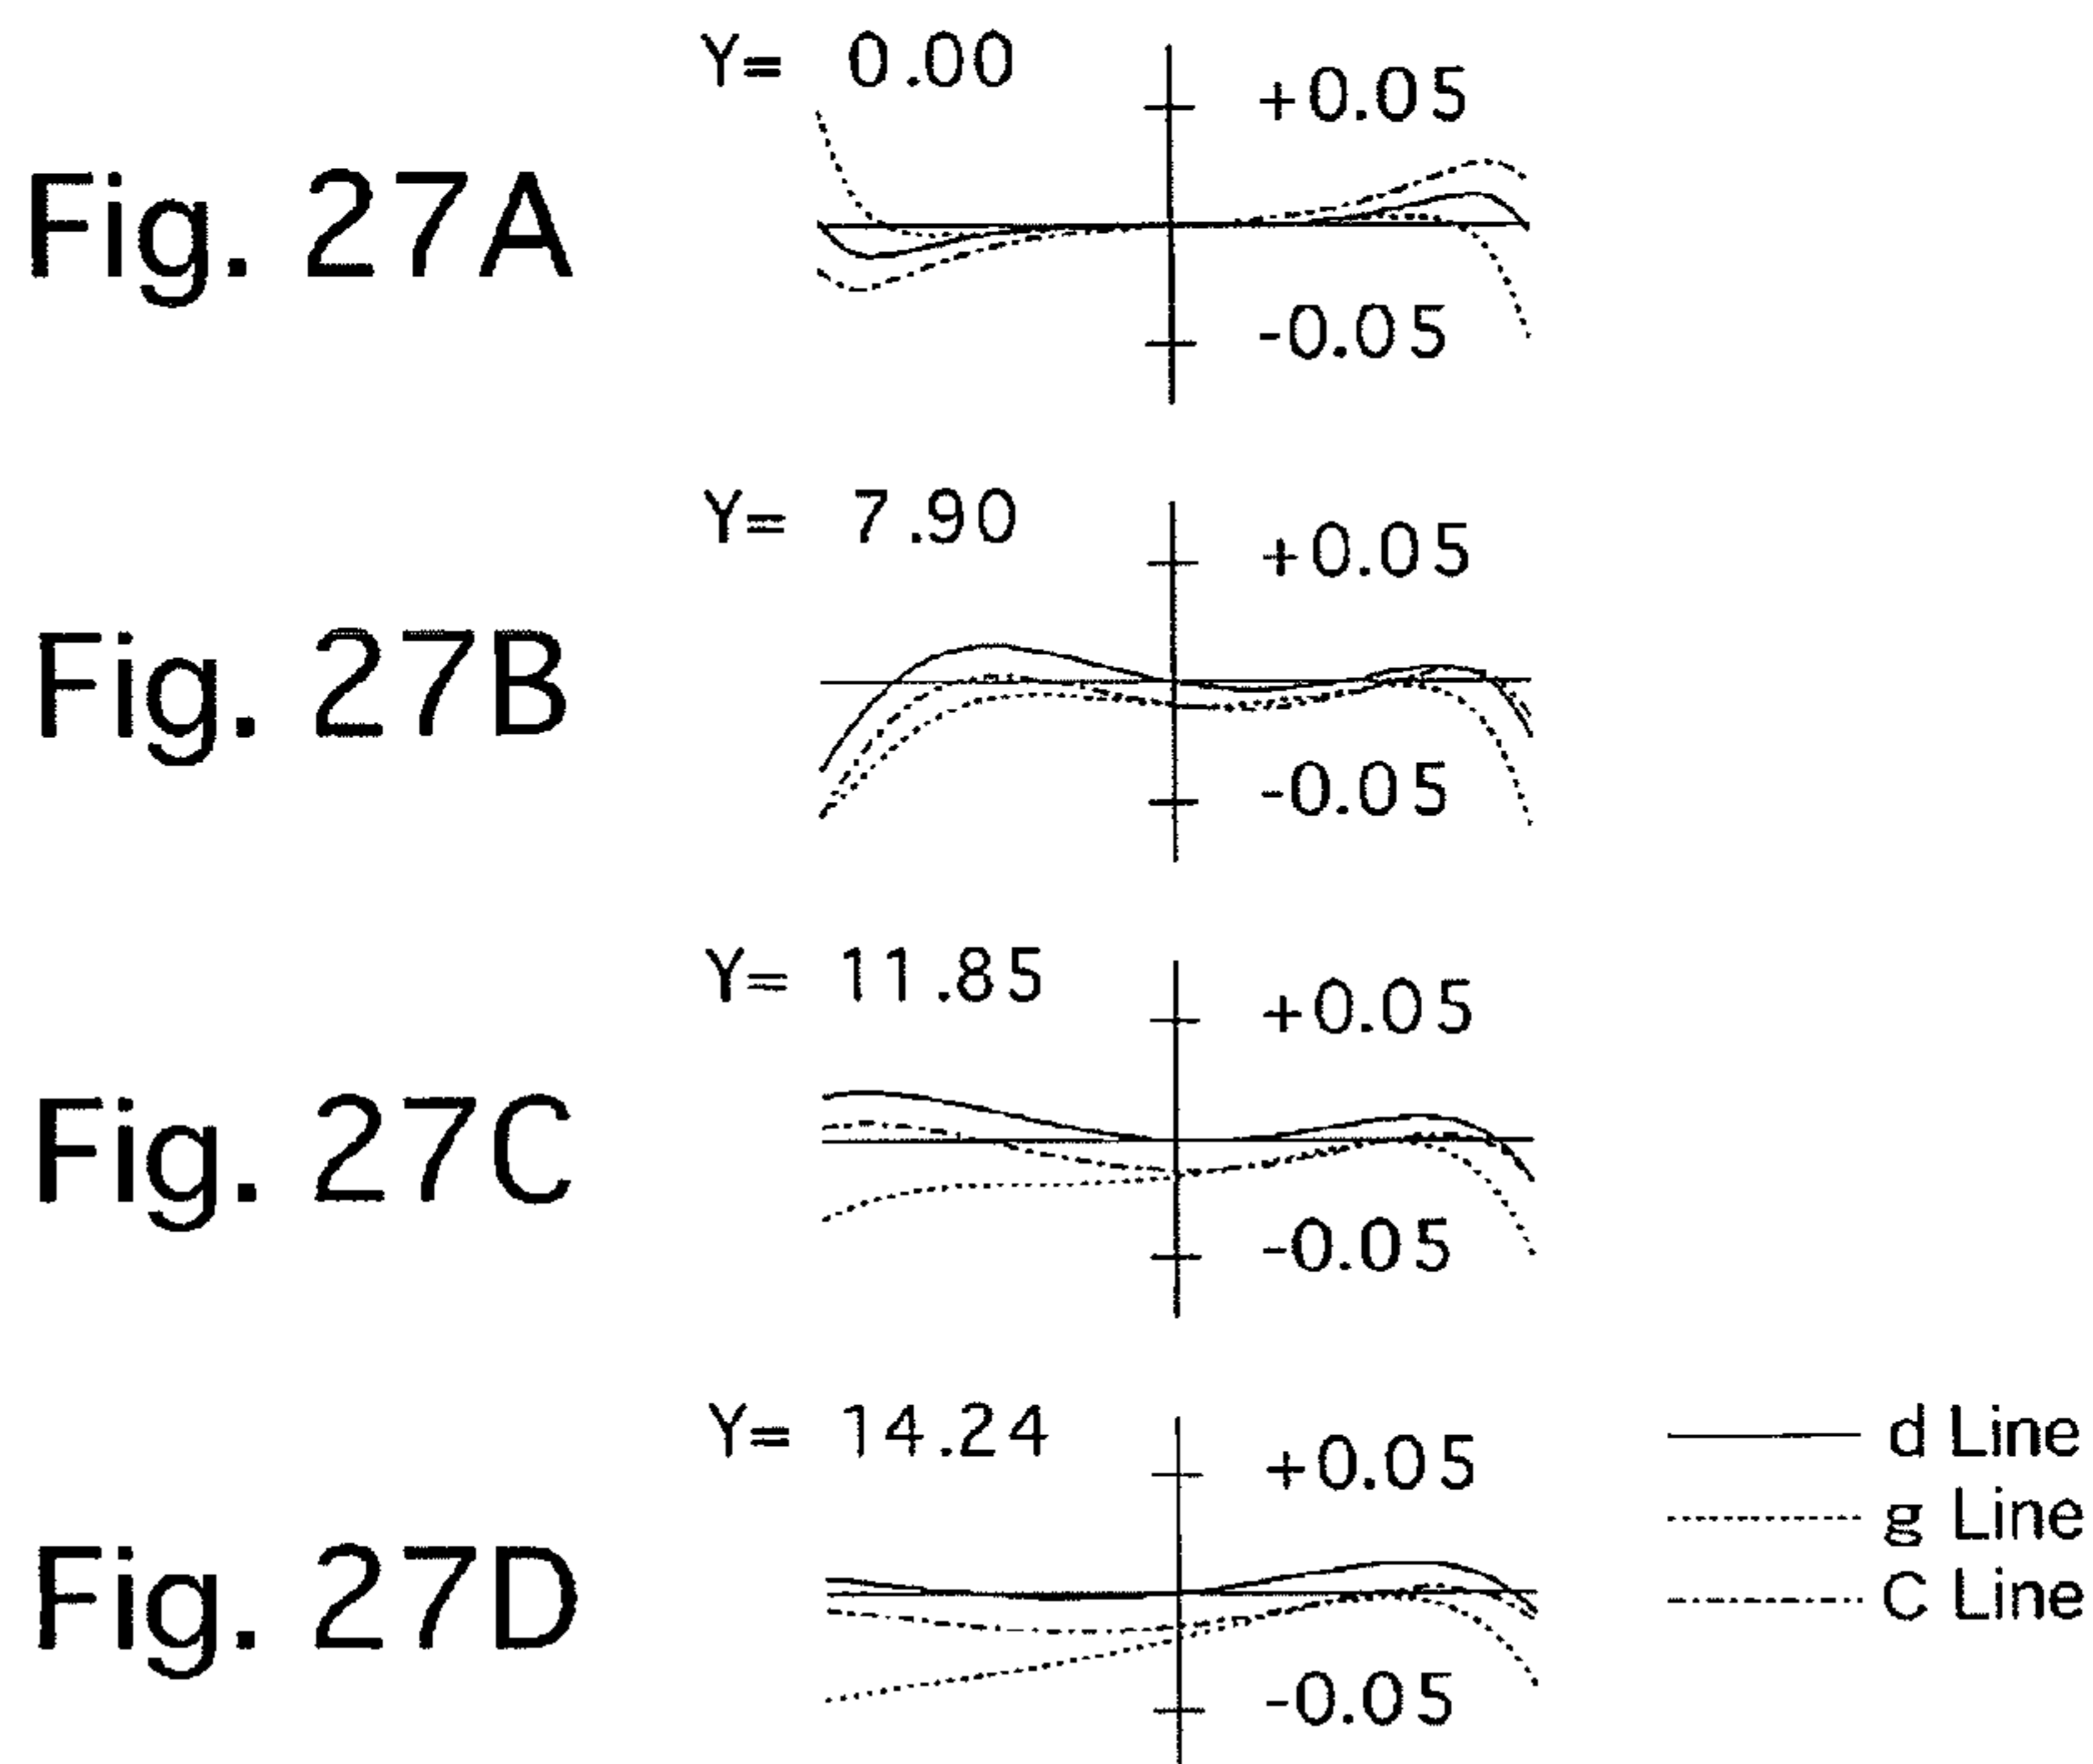 Y= 0.00
+0.05
Fig. 27A
-0.05
Y= 7.90
+0.05
Fig. 27B
-0.05
Y= 11.85
+0.05
Fig. 27C
-0.05
Y= 14.24
+0.05
d Line
g Line
Fig. 27D
C Line
-0.05